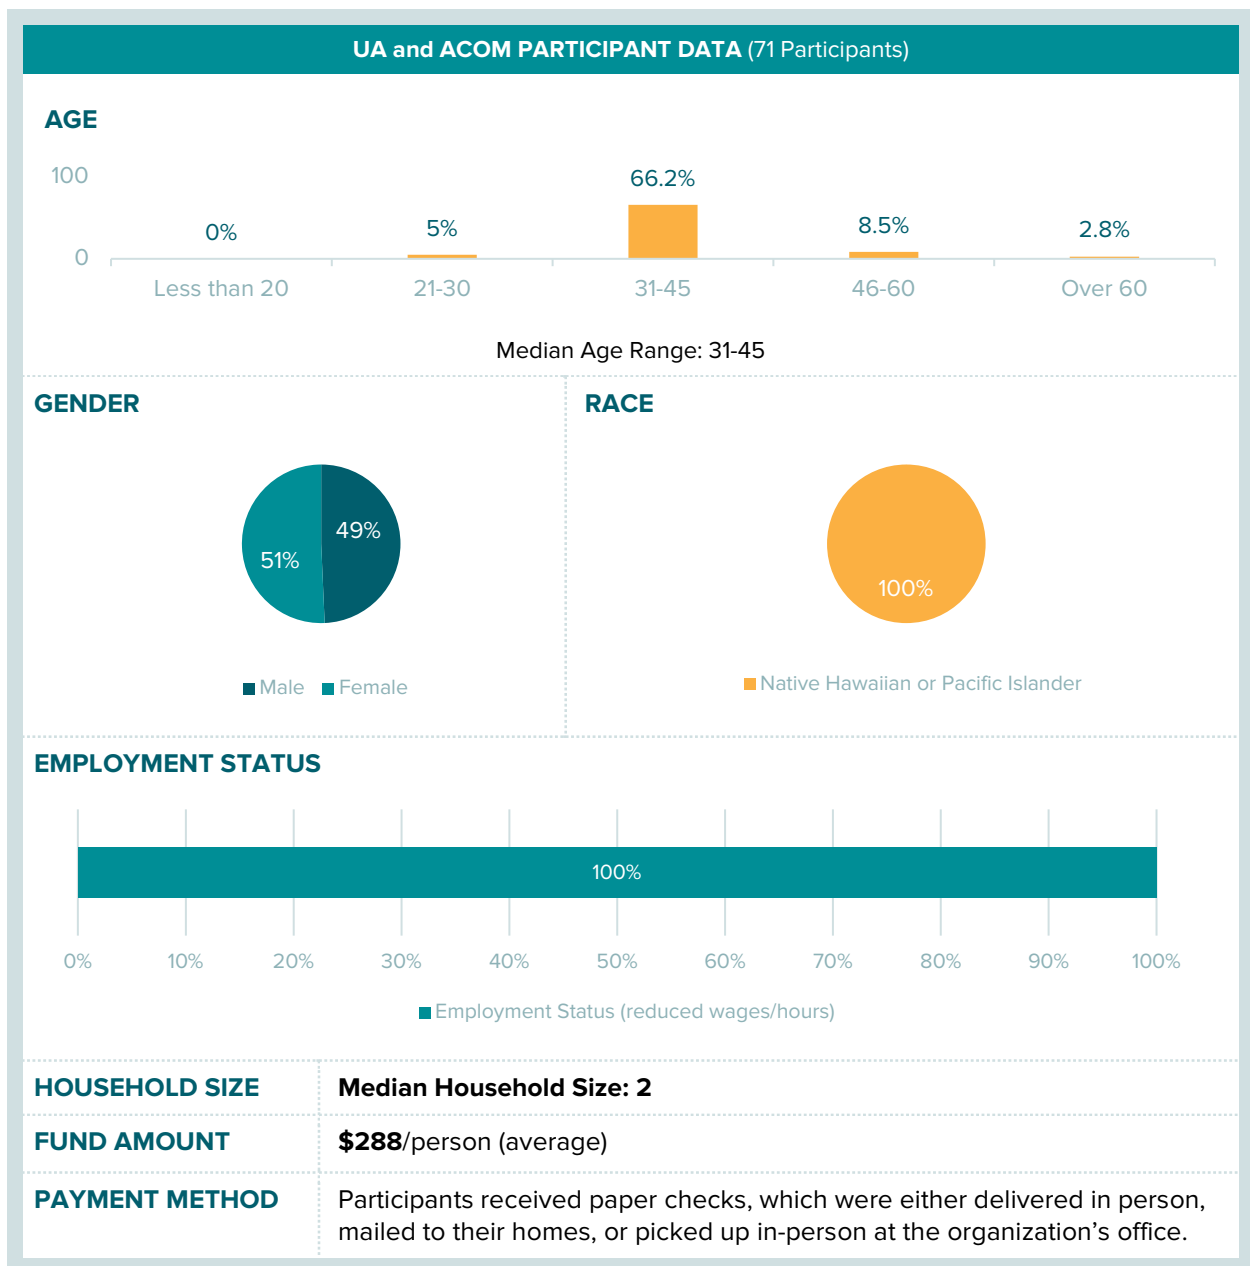 UA and ACOM PARTICIPANT DATA (71 Participants)
AGE
100
0
0%
5%
66.2%
8.5%
2.8%
Less than 20
21-30
31-45
46-60
Over 60
Median Age Range: 31-45
GENDER
49%
51%
Male
Female
RACE
100%
Native Hawaiian or Pacific Islander
EMPLOYMENT STATUS
100%
0%
10%
20%
30%
40%
50%
60%
70%
80%
90%
100%
Employment Status (reduced wages/hours)
HOUSEHOLD SIZE
Median Household Size: 2
FUND AMOUNT
$288/person (average)
PAYMENT METHOD
Participants received paper checks, which were either delivered in person,
mailed to their homes, or picked up in-person at the organization’s office.